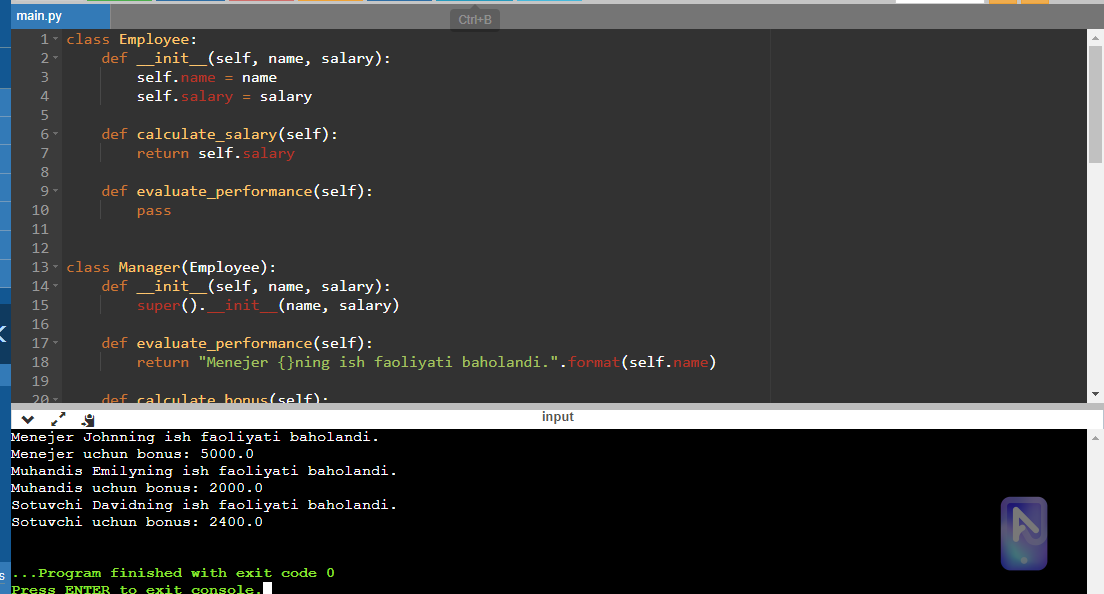 main.py
Ctrl+B
1 class Employee:
2     def __init__(self, name, salary):
3         self.name = name
4         self.salary = salary
5
6     def calculate_salary(self):
7         return self.salary
8
9     def evaluate_performance(self):
10         pass
11
12
13 class Manager(Employee):
14     def __init__(self, name, salary):
15         super().__init__(name, salary)
16
17     def evaluate_performance(self):
18         return "Menejer {}ning ish faoliyati baholandi.".format(self.name)
19
20     def calculate_bonus(self):
input
Menejer Johnning ish faoliyati baholandi.
Menejer uchun bonus: 5000.0
Muhandis Emilyning ish faoliyati baholandi.
Muhandis uchun bonus: 2000.0
Sotuvchi Davidning ish faoliyati baholandi.
Sotuvchi uchun bonus: 2400.0
...Program finished with exit code 0
s
Press ENTER to exit console.